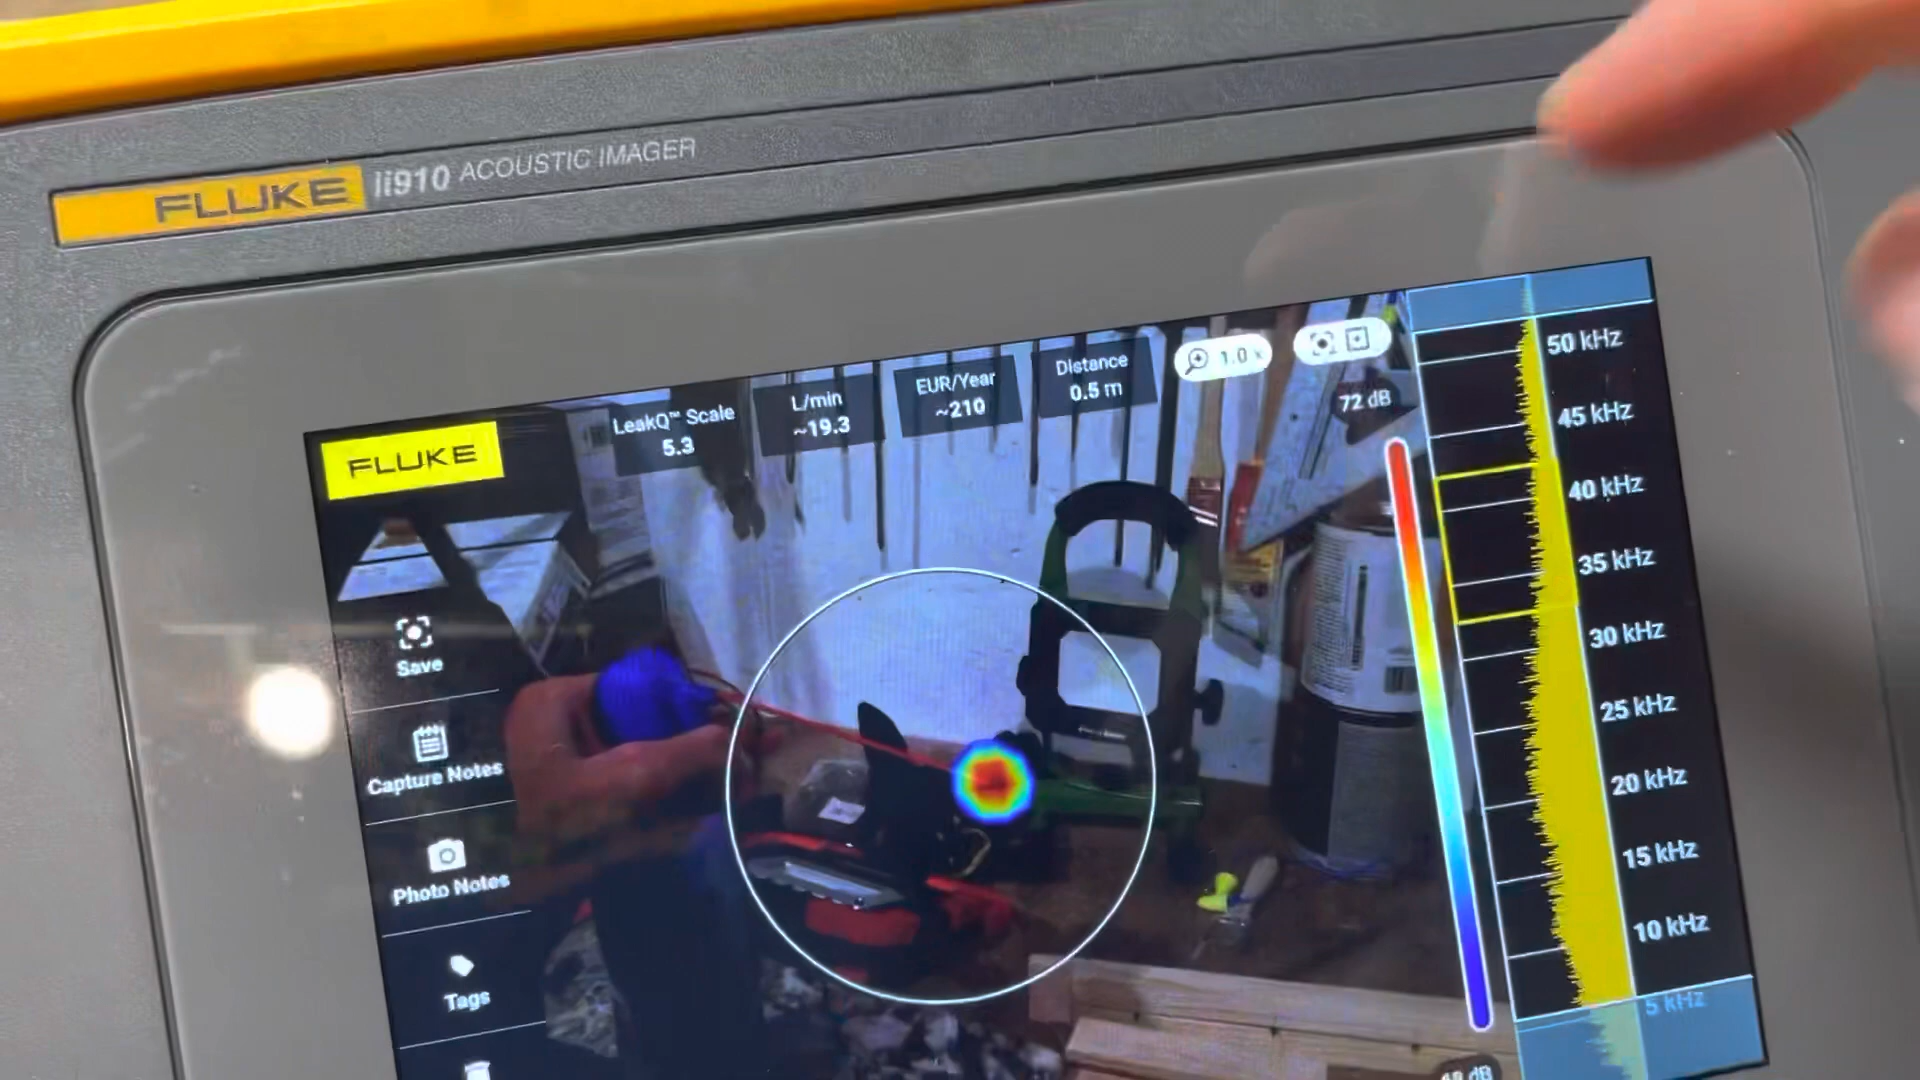 FLUKE Ii910 ACOUSTIC IMAGER
FLUKE
LeakQ™ Scale
5.3
L/min
~19.3
EUR/Year
~210
Distance
0.5 m
1.0 x
72 dB
50 kHz
45 kHz
40 kHz
35 kHz
30 kHz
25 kHz
20 kHz
15 kHz
10 kHz
5 kHz
Save
Capture Notes
Photo Notes
Tags
dB